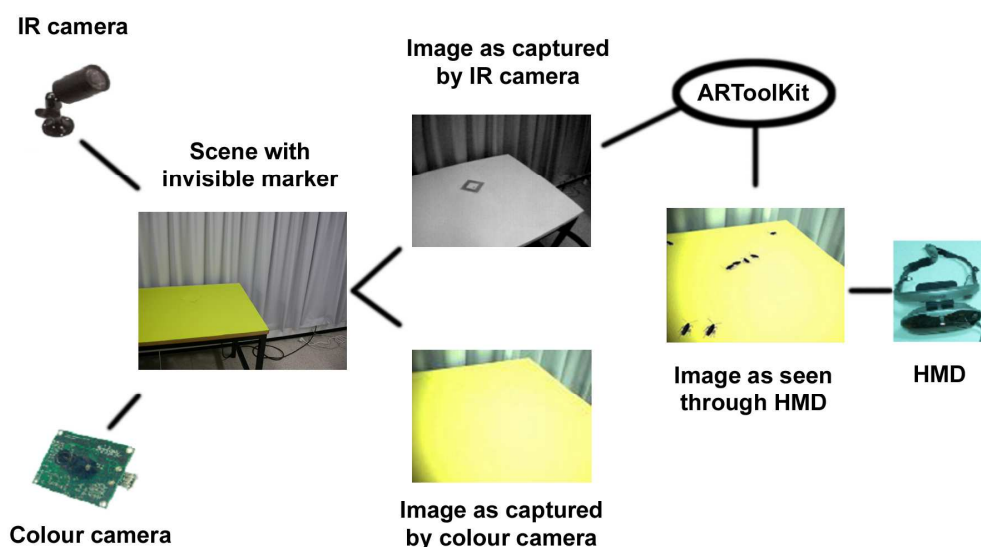 IR camera
Image as captured
by IR camera
ARToolKit
Scene with
invisible marker
Image as seen
through HMD
HMD
Colour camera
Image as captured
by colour camera